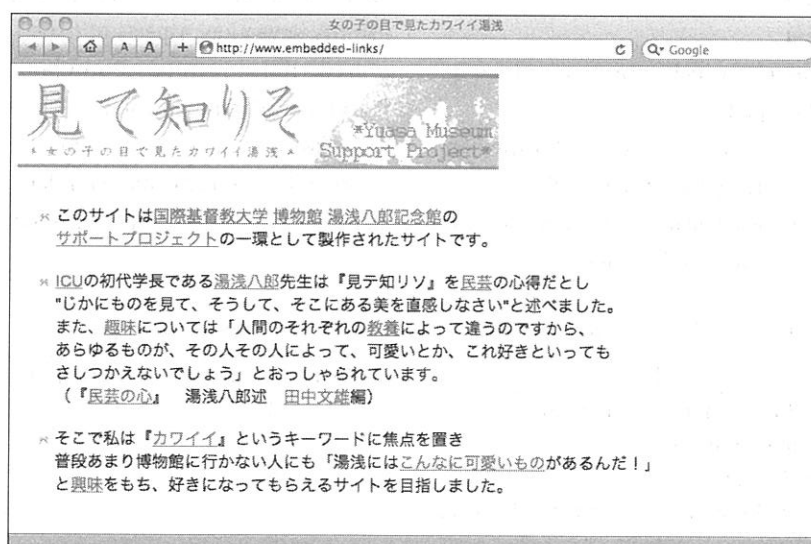 女の子の目で見たカワイイ湯浅
A A + http://www.embedded-links/ Google
見て知りそ
*女の子の目で見たカワイイ湯浅*
*Yuasa Museum
Support Project*
このサイトは国際基督教大学 博物館 湯浅八郎記念館の
サポートプロジェクトの一環として製作されたサイトです。
ICUの初代学長である湯浅八郎先生は『見テ知リソ』を民芸の心得だとし
"じかにものを見て、そうして、そこにある美を直感しなさい"と述べました。
また、趣味については「人間のそれぞれの教養によって違うのですから、
あらゆるものが、その人その人によって、可愛いとか、これ好きといっても
さしつかえないでしょう」とおっしゃられています。
（『民芸の心』 湯浅八郎述 田中文雄編）
そこで私は『カワイイ』というキーワードに焦点を置き
普段あまり博物館に行かない人にも「湯浅にはこんなに可愛いものがあるんだ！」
と興味をもち、好きになってもらえるサイトを目指しました。